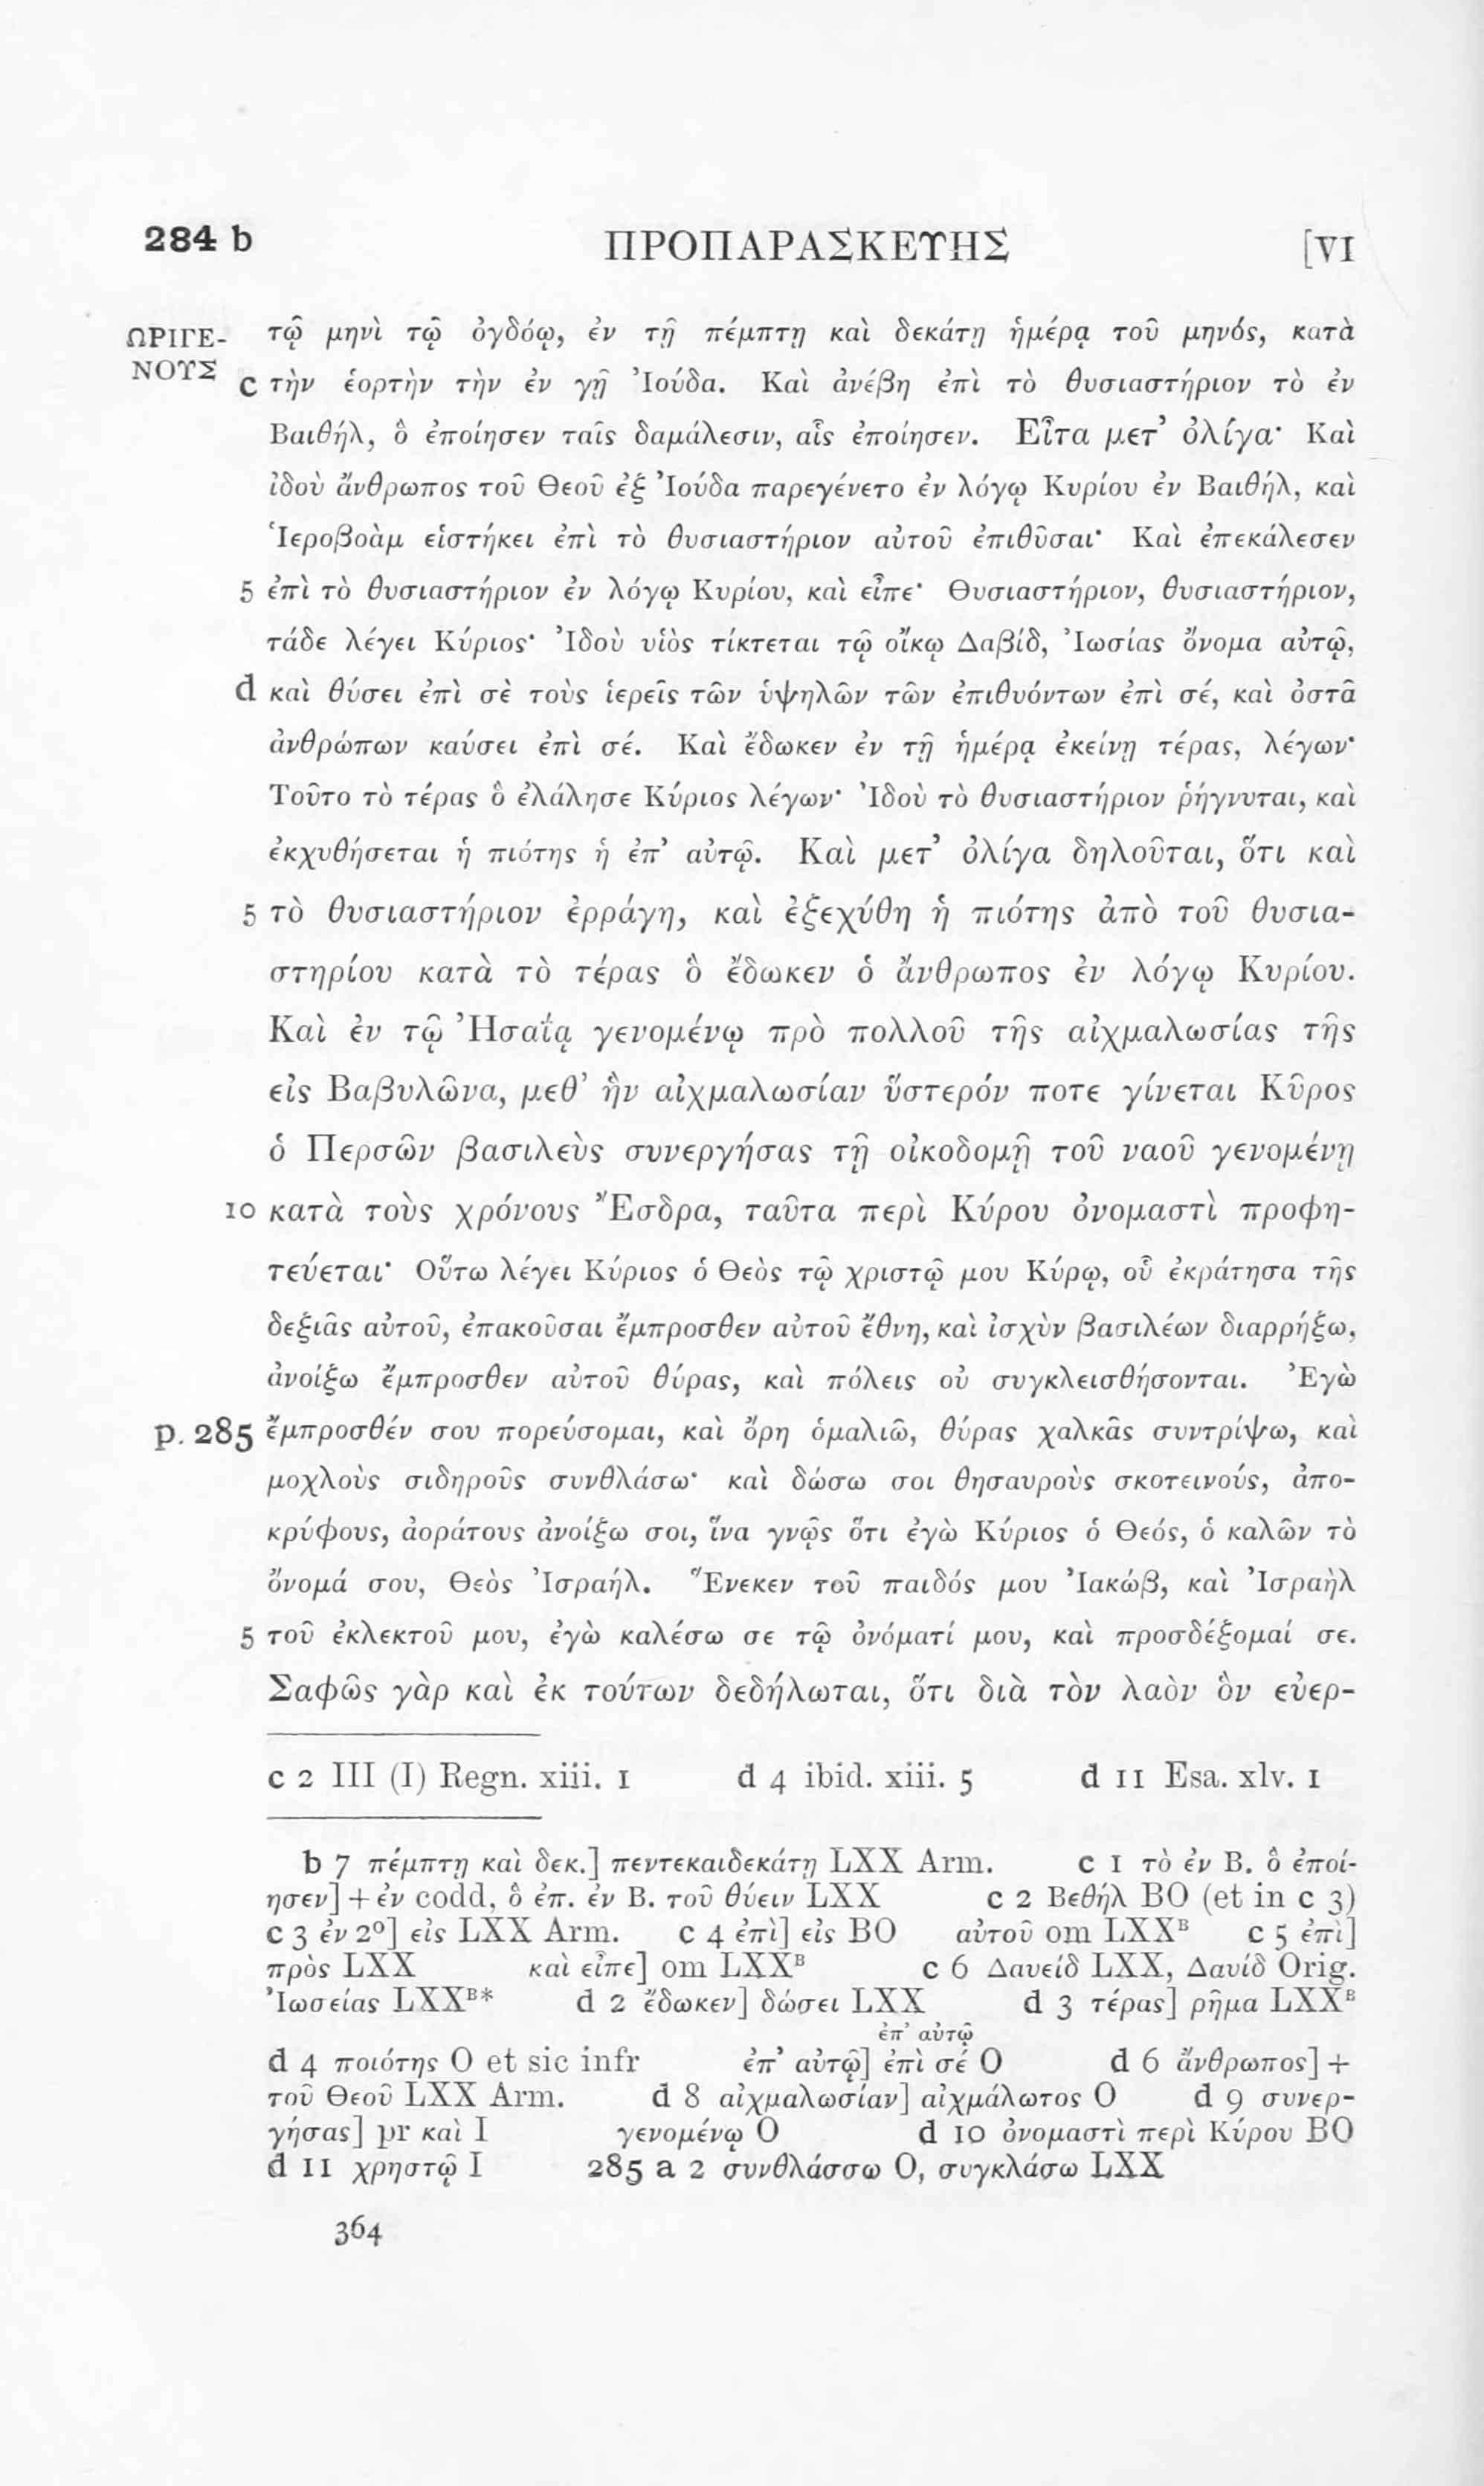 284 b ΠΡΟΠΑΡΑΣΚΕΥΗΣ [VI
ΩΡΙΓΕ- τῷ μηνὶ τῷ ὀγδόῳ, ἐν τῇ πέμπτῃ καὶ δεκάτῃ ἡμέρᾳ τοῦ μηνός, κατὰ
ΝΟΥΣ c τὴν ἑορτὴν τὴν ἐν γῇ Ἰούδα. Καὶ ἀνέβη ἐπὶ τὸ θυσιαστήριον τὸ ἐν
Βαιθήλ, ὃ ἐποίησεν ταῖς δαμάλεσιν, αἷς ἐποίησεν. Εἶτα μετ’ ὀλίγα· Καὶ
ἰδοὺ ἄνθρωπος τοῦ Θεοῦ ἐξ Ἰούδα παρεγένετο ἐν λόγῳ Κυρίου ἐν Βαιθήλ, καὶ
Ἱεροβοὰμ εἱστήκει ἐπὶ τὸ θυσιαστήριον αὐτοῦ ἐπιθῦσαι· Καὶ ἐπεκάλεσεν
5 ἐπὶ τὸ θυσιαστήριον ἐν λόγῳ Κυρίου, καὶ εἶπε· Θυσιαστήριον, θυσιαστήριον,
τάδε λέγει Κύριος· Ἰδοὺ υἱὸς τίκτεται τῷ οἴκῳ Δαβίδ, Ἰωσίας ὄνομα αὐτῷ,
d καὶ θύσει ἐπὶ σὲ τοὺς ἱερεῖς τῶν ὑψηλῶν τῶν ἐπιθυόντων ἐπὶ σέ, καὶ ὀστᾶ
ἀνθρώπων καύσει ἐπὶ σέ. Καὶ ἔδωκεν ἐν τῇ ἡμέρᾳ ἐκείνῃ τέρας, λέγων·
Τοῦτο τὸ τέρας ὃ ἐλάλησε Κύριος λέγων· Ἰδοὺ τὸ θυσιαστήριον ῥήγνυται, καὶ
ἐκχυθήσεται ἡ πιότης ἡ ἐπ’ αὐτῷ. Καὶ μετ’ ὀλίγα δηλοῦται, ὅτι καὶ
5 τὸ θυσιαστήριον ἐρράγη, καὶ ἐξεχύθη ἡ πιότης ἀπὸ τοῦ θυσια-
στηρίου κατὰ τὸ τέρας ὃ ἔδωκεν ὁ ἄνθρωπος ἐν λόγῳ Κυρίου.
Καὶ ἐν τῷ Ἠσαΐᾳ γενομένῳ πρὸ πολλοῦ τῆς αἰχμαλωσίας τῆς
εἰς Βαβυλῶνα, μεθ’ ἣν αἰχμαλωσίαν ὕστερόν ποτε γίνεται Κῦρος
ὁ Περσῶν βασιλεὺς συνεργήσας τῇ οἰκοδομῇ τοῦ ναοῦ γενομένῃ
10 κατὰ τοὺς χρόνους Ἔσδρα, ταῦτα περὶ Κύρου ὀνομαστὶ προφη-
τεύεται· Οὕτω λέγει Κύριος ὁ Θεὸς τῷ χριστῷ μου Κύρῳ, οὗ ἐκράτησα τῆς
δεξιᾶς αὐτοῦ, ἐπακοῦσαι ἔμπροσθεν αὐτοῦ ἔθνη, καὶ ἰσχὺν βασιλέων διαρρήξω,
ἀνοίξω ἔμπροσθεν αὐτοῦ θύρας, καὶ πόλεις οὐ συγκλεισθήσονται. Ἐγὼ
p. 285 ἔμπροσθέν σου πορεύσομαι, καὶ ὄρη ὁμαλιῶ, θύρας χαλκᾶς συντρίψω, καὶ
μοχλοὺς σιδηροῦς συνθλάσω· καὶ δώσω σοι θησαυροὺς σκοτεινούς, ἀπο-
κρύφους, ἀοράτους ἀνοίξω σοι, ἵνα γνῷς ὅτι ἐγὼ Κύριος ὁ Θεός, ὁ καλῶν τὸ
ὄνομά σου, Θεὸς Ἰσραήλ. Ἕνεκεν τοῦ παιδός μου Ἰακώβ, καὶ Ἰσραὴλ
5 τοῦ ἐκλεκτοῦ μου, ἐγὼ καλέσω σε τῷ ὀνόματί μου, καὶ προσδέξομαί σε.
Σαφῶς γὰρ καὶ ἐκ τούτων δεδήλωται, ὅτι διὰ τὸν λαὸν ὃν εὐερ-
c 2 III (I) Regn. xiii. 1 d 4 ibid. xiii. 5 d 11 Esa. xlv. 1
b 7 πέμπτῃ καὶ δεκ.] πεντεκαιδεκάτῃ LXX Arm. c 1 τὸ ἐν Β. ὃ ἐποί-
ησεν] + ἐν codd, ὃ ἐπ. ἐν Β. τοῦ θύειν LXX c 2 Βεθήλ BO (et in c 3)
c 3 ἐν 2º] εἰς LXX Arm. c 4 ἐπὶ] εἰς BO αὐτοῦ om LXXᴮ c 5 ἐπὶ]
πρὸς LXX καὶ εἶπε] om LXXᴮ c 6 Δαυείδ LXX, Δαυίδ Orig.
Ἰωσείας LXXᴮ* d 2 ἔδωκεν] δώσει LXX d 3 τέρας] ρῆμα LXXᴮ
ἐπ’ αὐτῷ
d 4 ποιότης O et sic infr ἐπ’ αὐτῷ] ἐπὶ σέ O d 6 ἄνθρωπος] +
τοῦ Θεοῦ LXX Arm. d 8 αἰχμαλωσίαν] αἰχμάλωτος O d 9 συνερ-
γήσας] pr καὶ I γενομένῳ O d 10 ὀνομαστὶ περὶ Κύρου BO
d 11 χρηστῷ I 285 a 2 συνθλάσσω O, συγκλάσω LXX
364